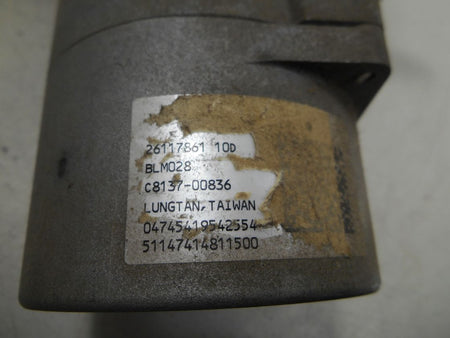 26117861 10D
BLM028
C8137-00836
LUNGTAN, TAIWAN
04745419542554
51147414811500